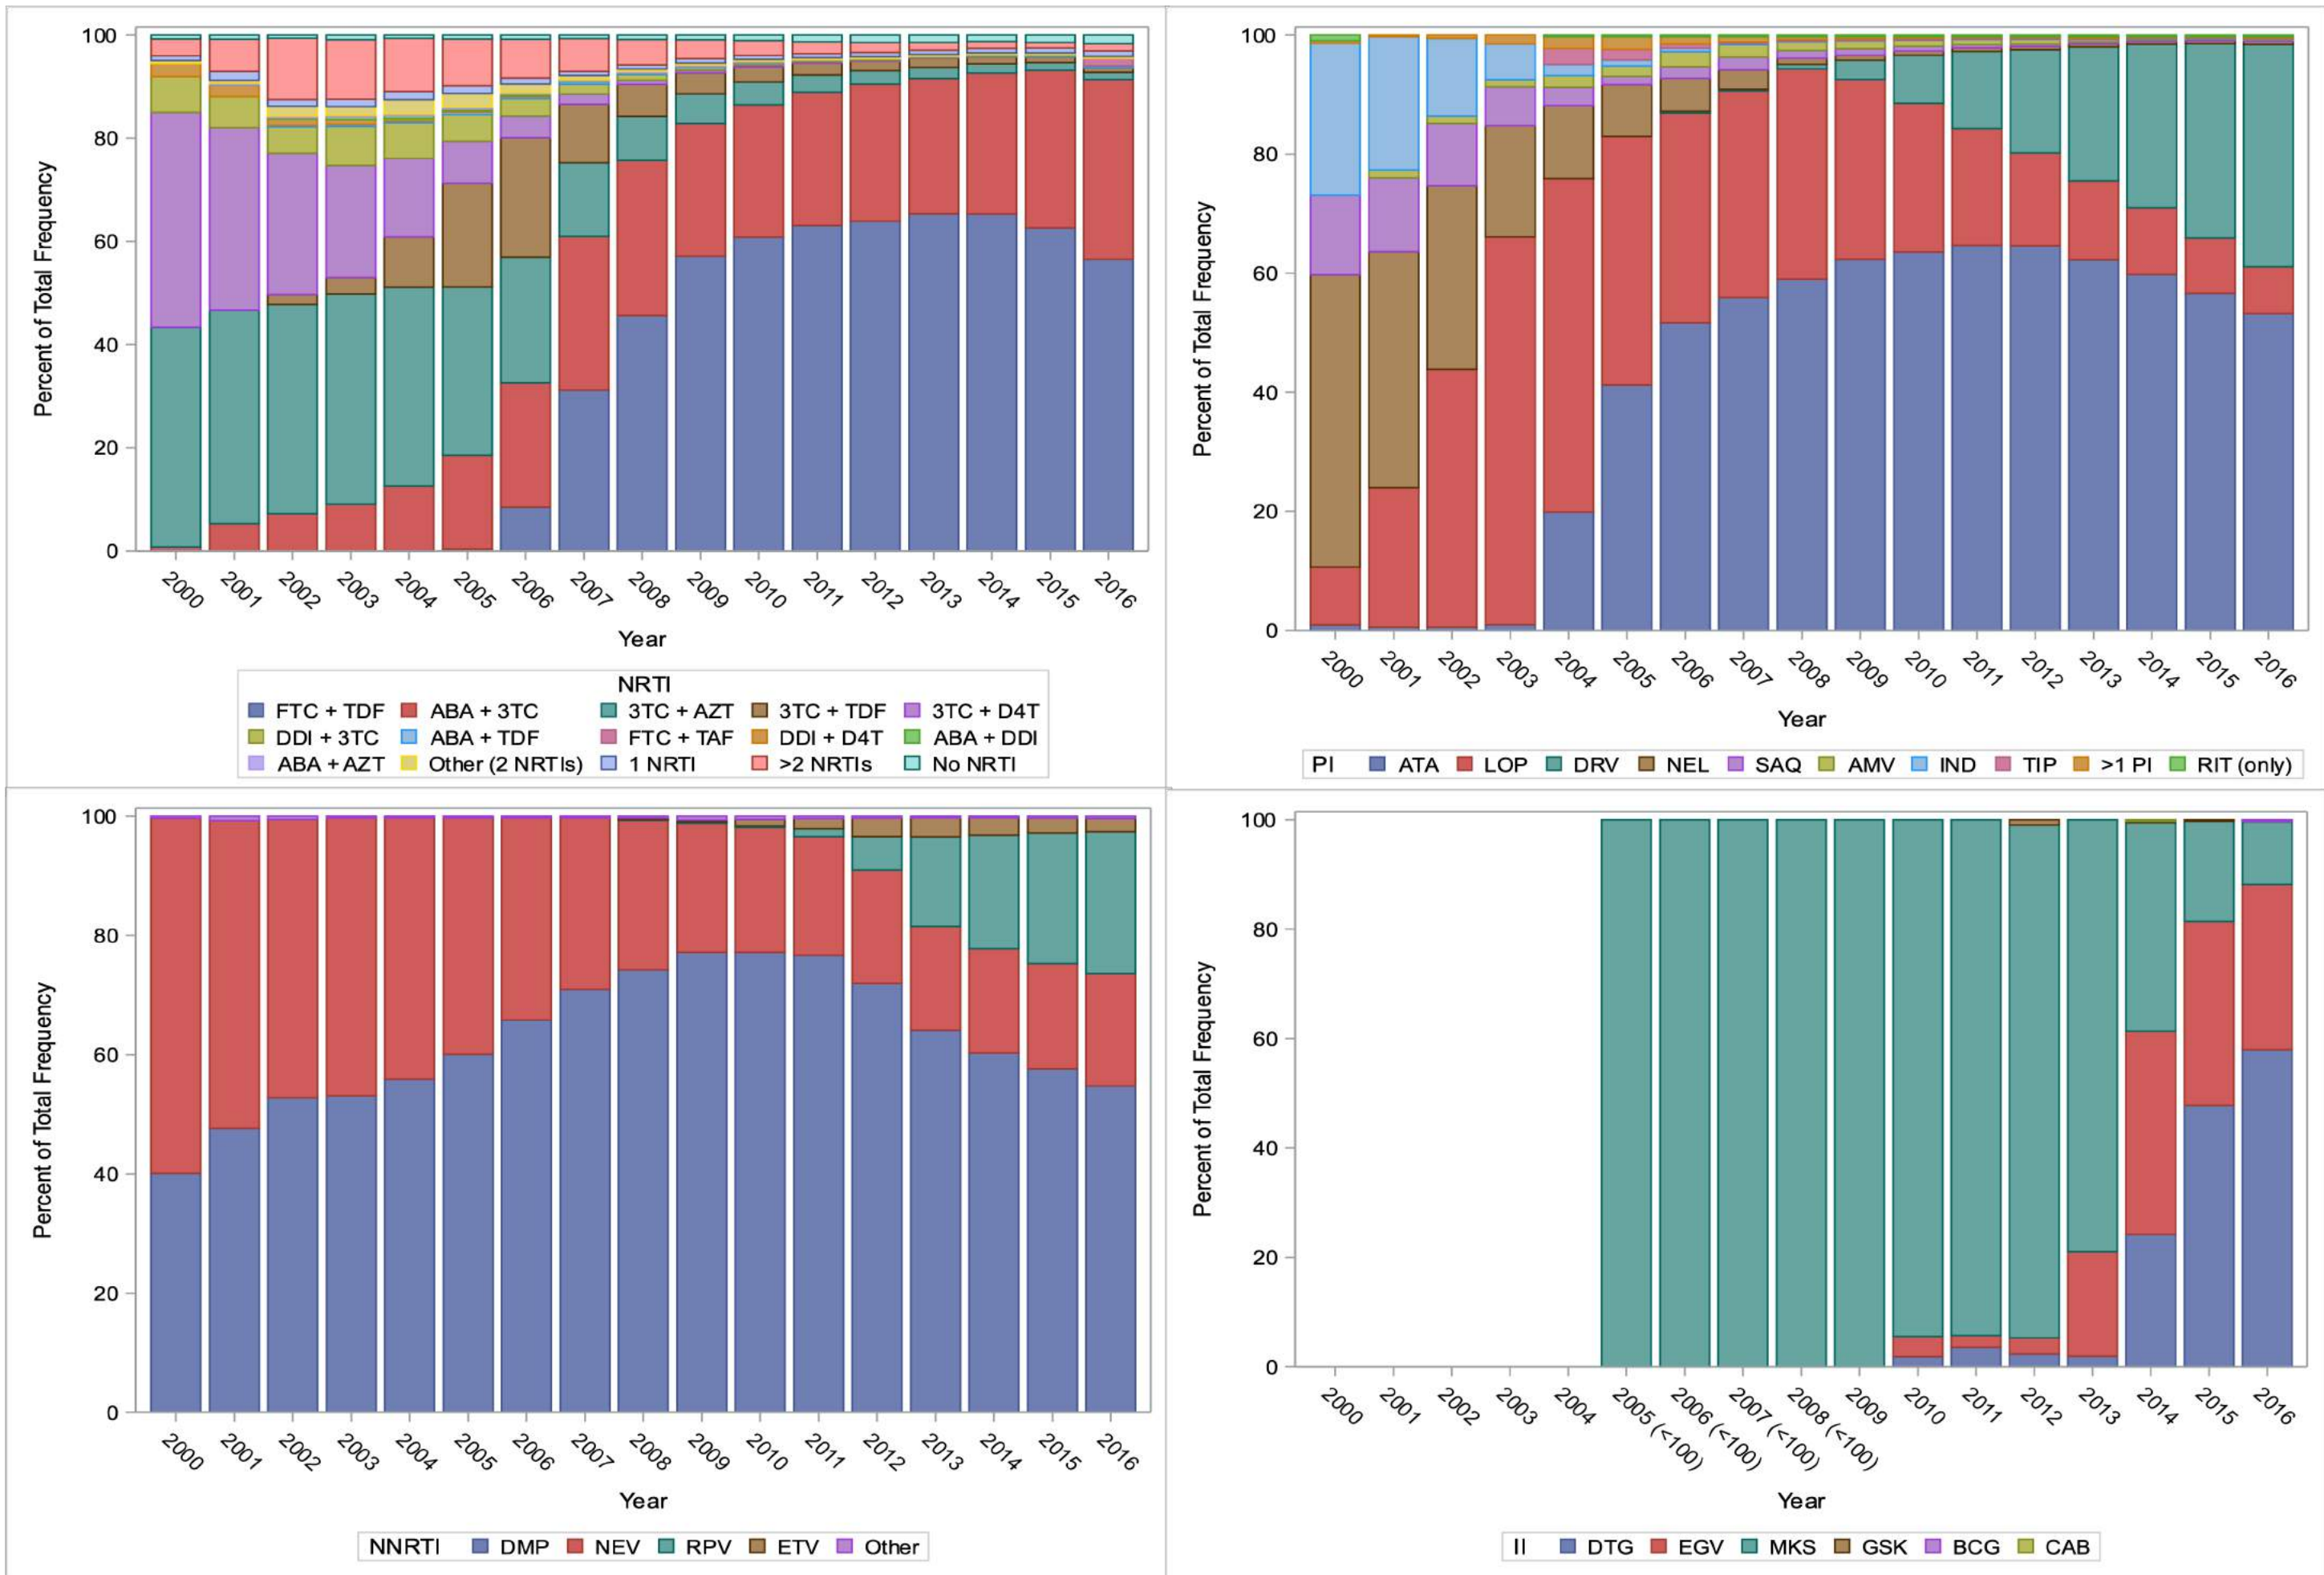 100
80
60
40
20
0
Percent of Total Frequency
2000 2001 2002 2003 2004 2005 2006 2007 2008 2009 2010 2011 2012 2013 2014 2015 2016
Year
NRTI
FTC + TDF ABA + 3TC 3TC + AZT 3TC + TDF 3TC + D4T
DDI + 3TC ABA + TDF FTC + TAF DDI + D4T ABA + DDI
ABA + AZT Other (2 NRTIs) 1 NRTI >2 NRTIs No NRTI
100
80
60
40
20
0
Percent of Total Frequency
2000 2001 2002 2003 2004 2005 2006 2007 2008 2009 2010 2011 2012 2013 2014 2015 2016
Year
PI ATA LOP DRV NEL SAQ AMV IND TIP >1 PI RIT (only)
100
80
60
40
20
0
Percent of Total Frequency
2000 2001 2002 2003 2004 2005 2006 2007 2008 2009 2010 2011 2012 2013 2014 2015 2016
Year
NNRTI DMP NEV RPV ETV Other
100
80
60
40
20
0
Percent of Total Frequency
2000 2001 2002 2003 2004 2005 (<100) 2006 (<100) 2007 (<100) 2008 (<100) 2009 2010 2011 2012 2013 2014 2015 2016
Year
II DTG EGV MKS GSK BCG CAB